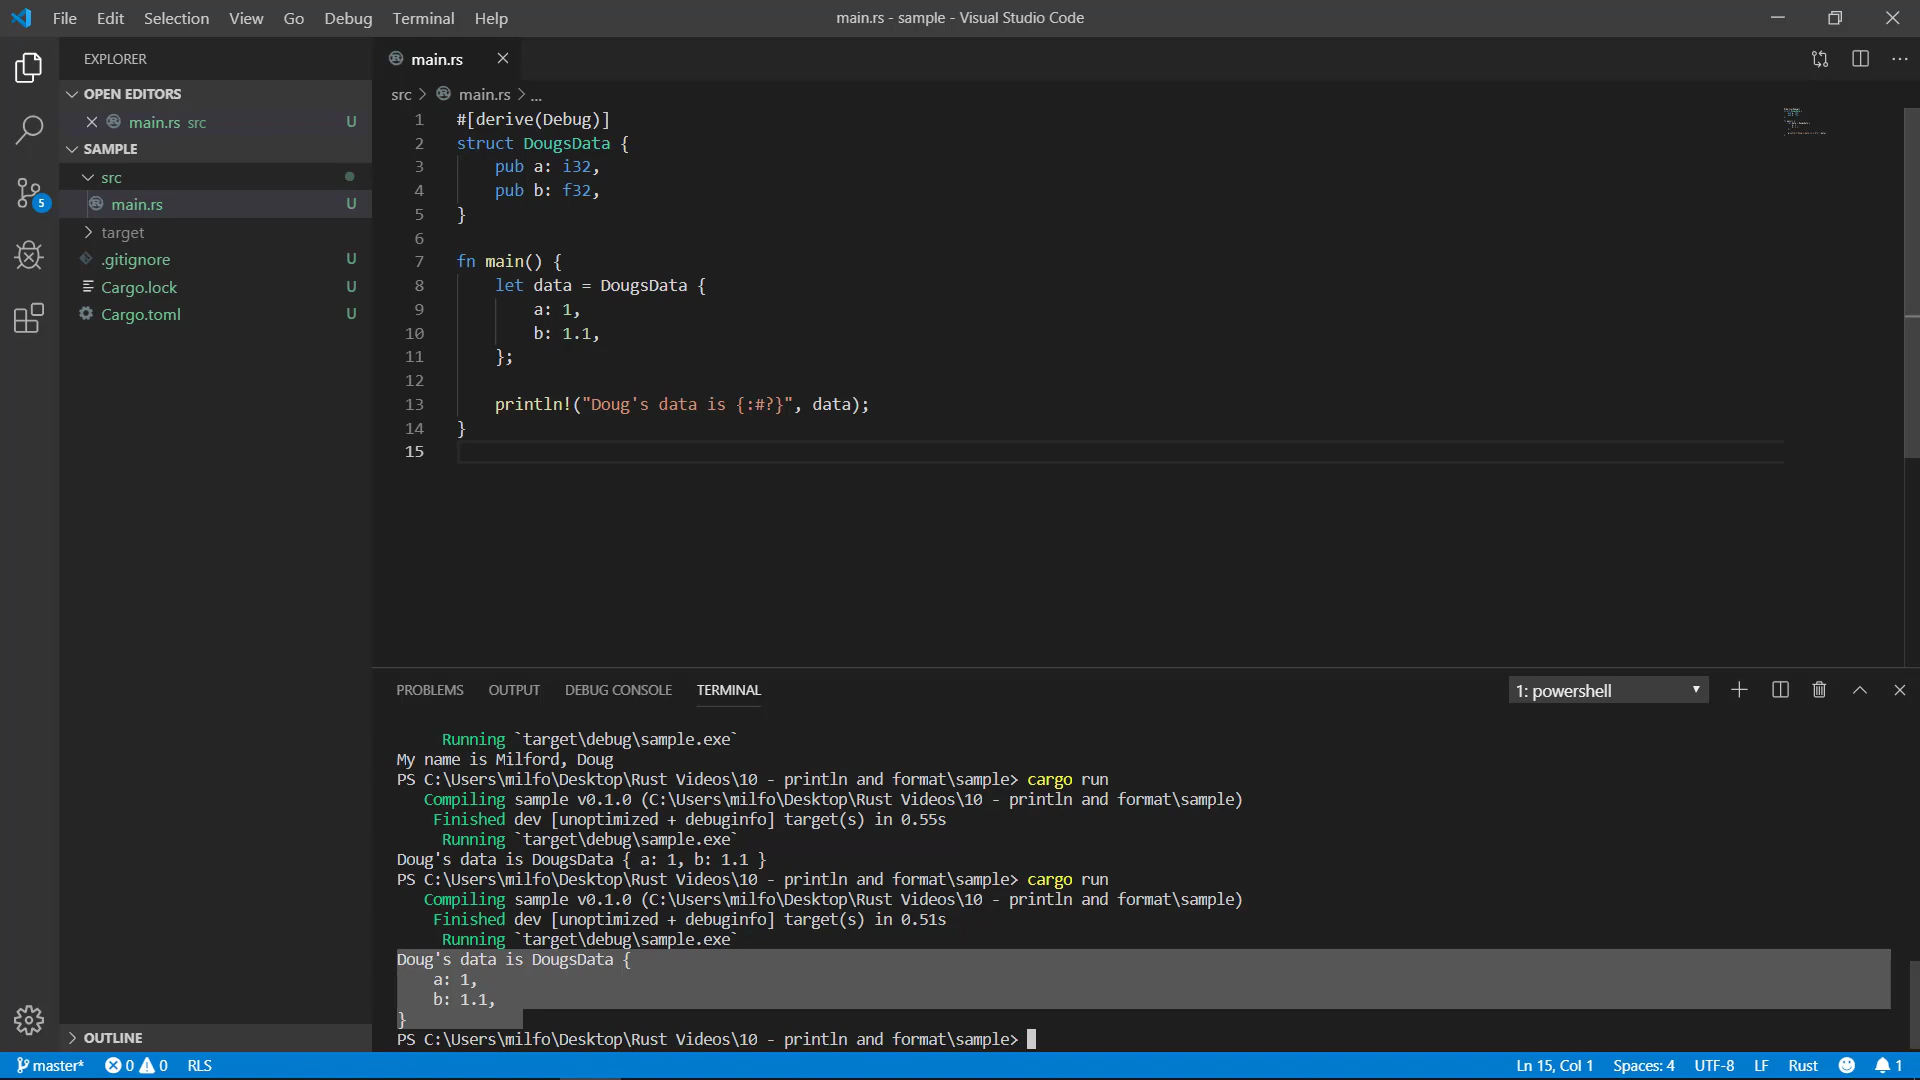 File Edit Selection View Go Debug Terminal Help
main.rs - sample - Visual Studio Code
EXPLORER
OPEN EDITORS
main.rs src U
SAMPLE
src
main.rs U
target
.gitignore U
Cargo.lock U
Cargo.toml U
OUTLINE
5
main.rs
src > main.rs > ...
1 #[derive(Debug)]
2 struct DougsData {
3 pub a: i32,
4 pub b: f32,
5 }
6
7 fn main() {
8 let data = DougsData {
9 a: 1,
10 b: 1.1,
11 };
12
13 println!("Doug's data is {:#?}", data);
14 }
15
PROBLEMS OUTPUT DEBUG CONSOLE TERMINAL
1: powershell
Running `target\debug\sample.exe`
My name is Milford, Doug
PS C:\Users\milfo\Desktop\Rust Videos\10 - println and format\sample> cargo run
Compiling sample v0.1.0 (C:\Users\milfo\Desktop\Rust Videos\10 - println and format\sample)
Finished dev [unoptimized + debuginfo] target(s) in 0.55s
Running `target\debug\sample.exe`
Doug's data is DougsData { a: 1, b: 1.1 }
PS C:\Users\milfo\Desktop\Rust Videos\10 - println and format\sample> cargo run
Compiling sample v0.1.0 (C:\Users\milfo\Desktop\Rust Videos\10 - println and format\sample)
Finished dev [unoptimized + debuginfo] target(s) in 0.51s
Running `target\debug\sample.exe`
Doug's data is DougsData {
a: 1,
b: 1.1,
}
PS C:\Users\milfo\Desktop\Rust Videos\10 - println and format\sample>
master* 0 0 RLS
Ln 15, Col 1 Spaces: 4 UTF-8 LF Rust 1